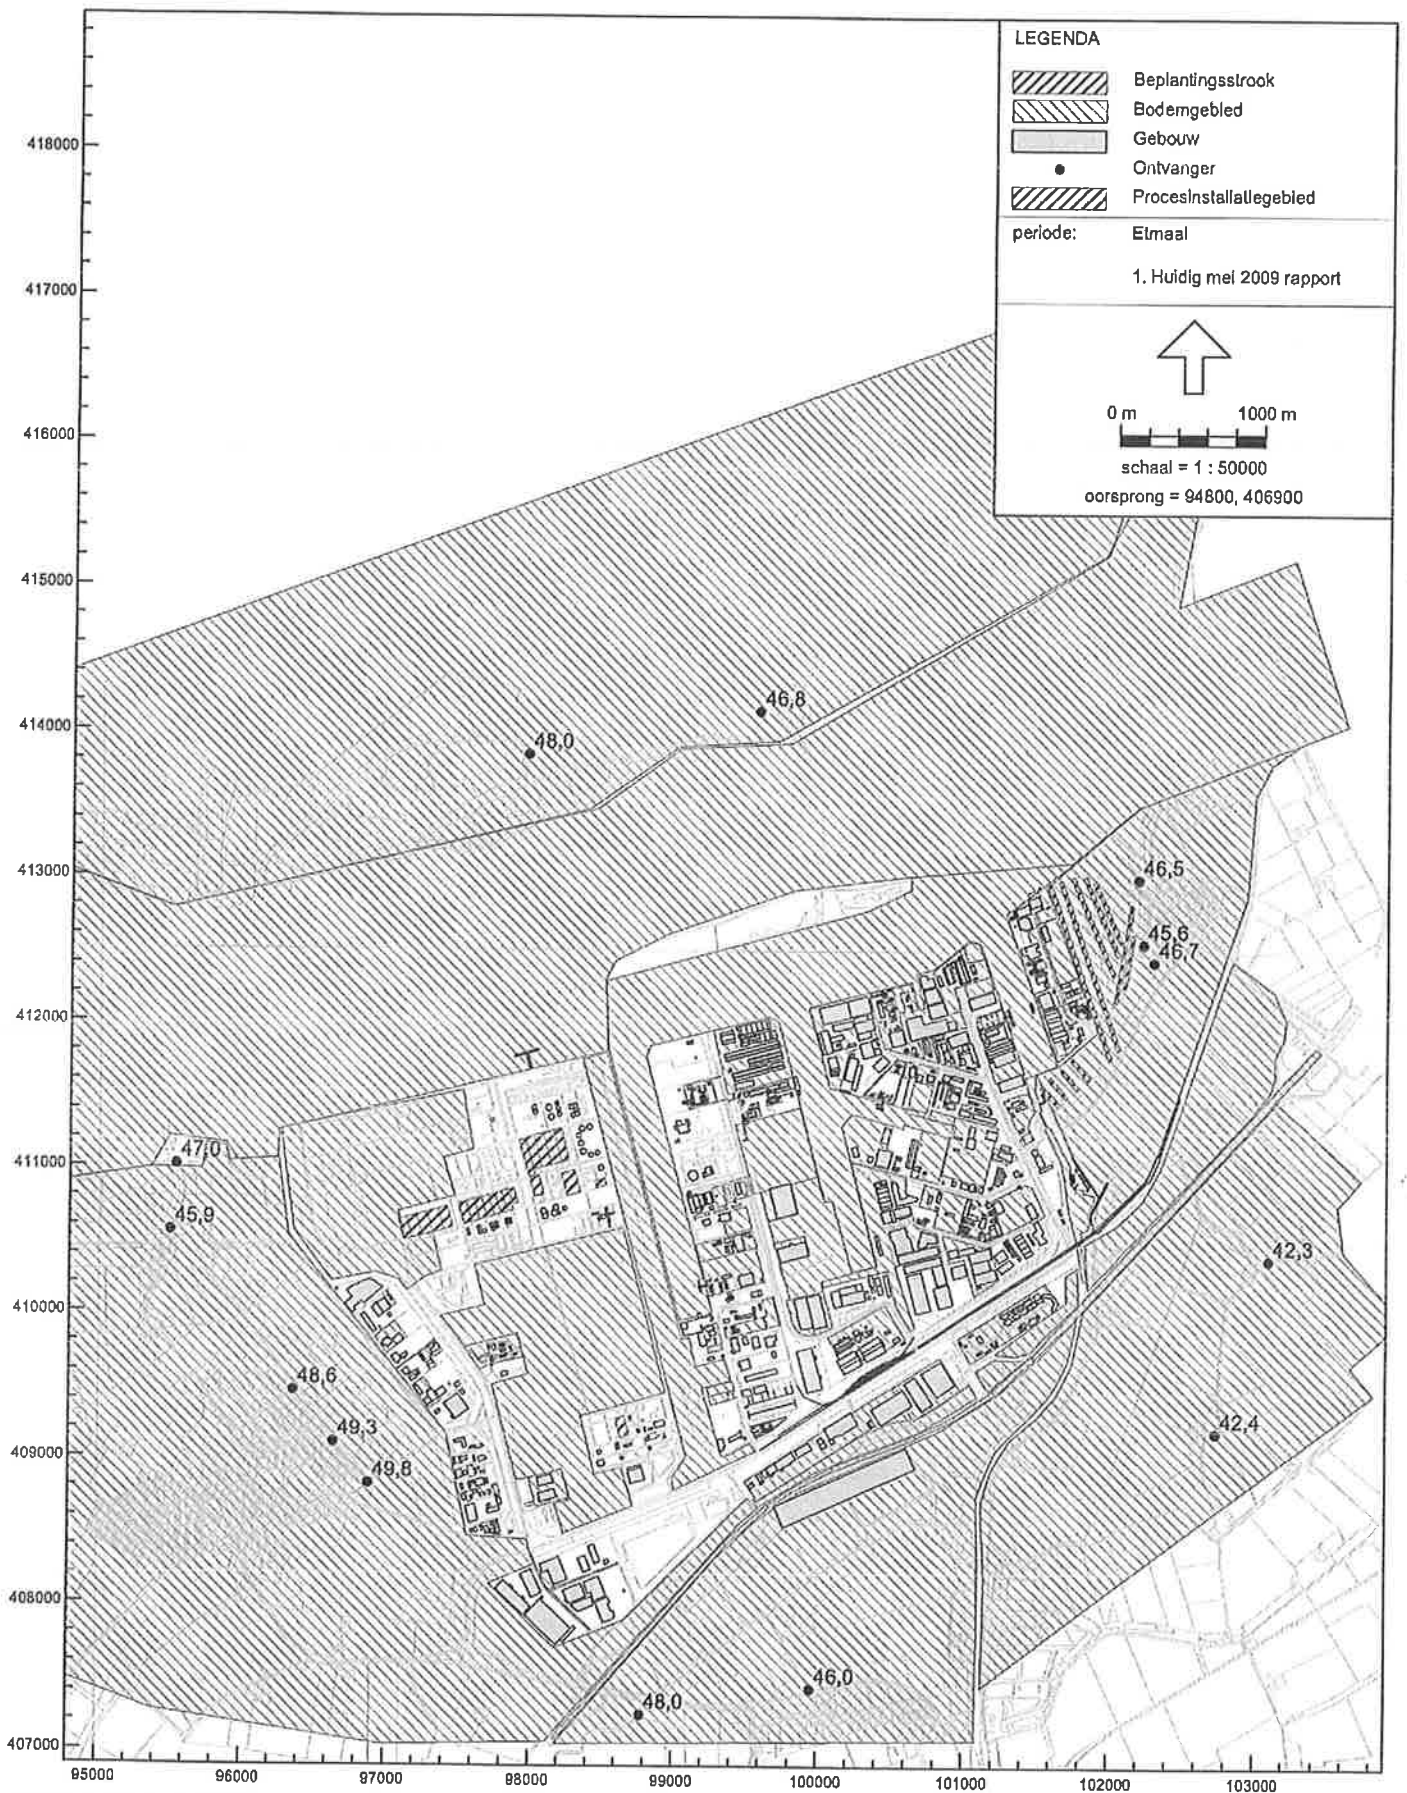 LEGENDA
Beplantingsstrook
Bodemgebied
Gebouw
Ontvanger
Procesinstallatiegebied
periode: Etmaal
1. Huidig mei 2009 rapport
0 m 1000 m
schaal = 1 : 50000
oorsprong = 94800, 406900
418000
417000
416000
415000
414000
413000
412000
411000
410000
409000
408000
407000
46,8
48,0
46,5
45,6
46,7
47,0
45,9
42,3
48,6
49,3
42,4
49,8
46,0
48,0
95000 96000 97000 98000 99000 100000 101000 102000 103000